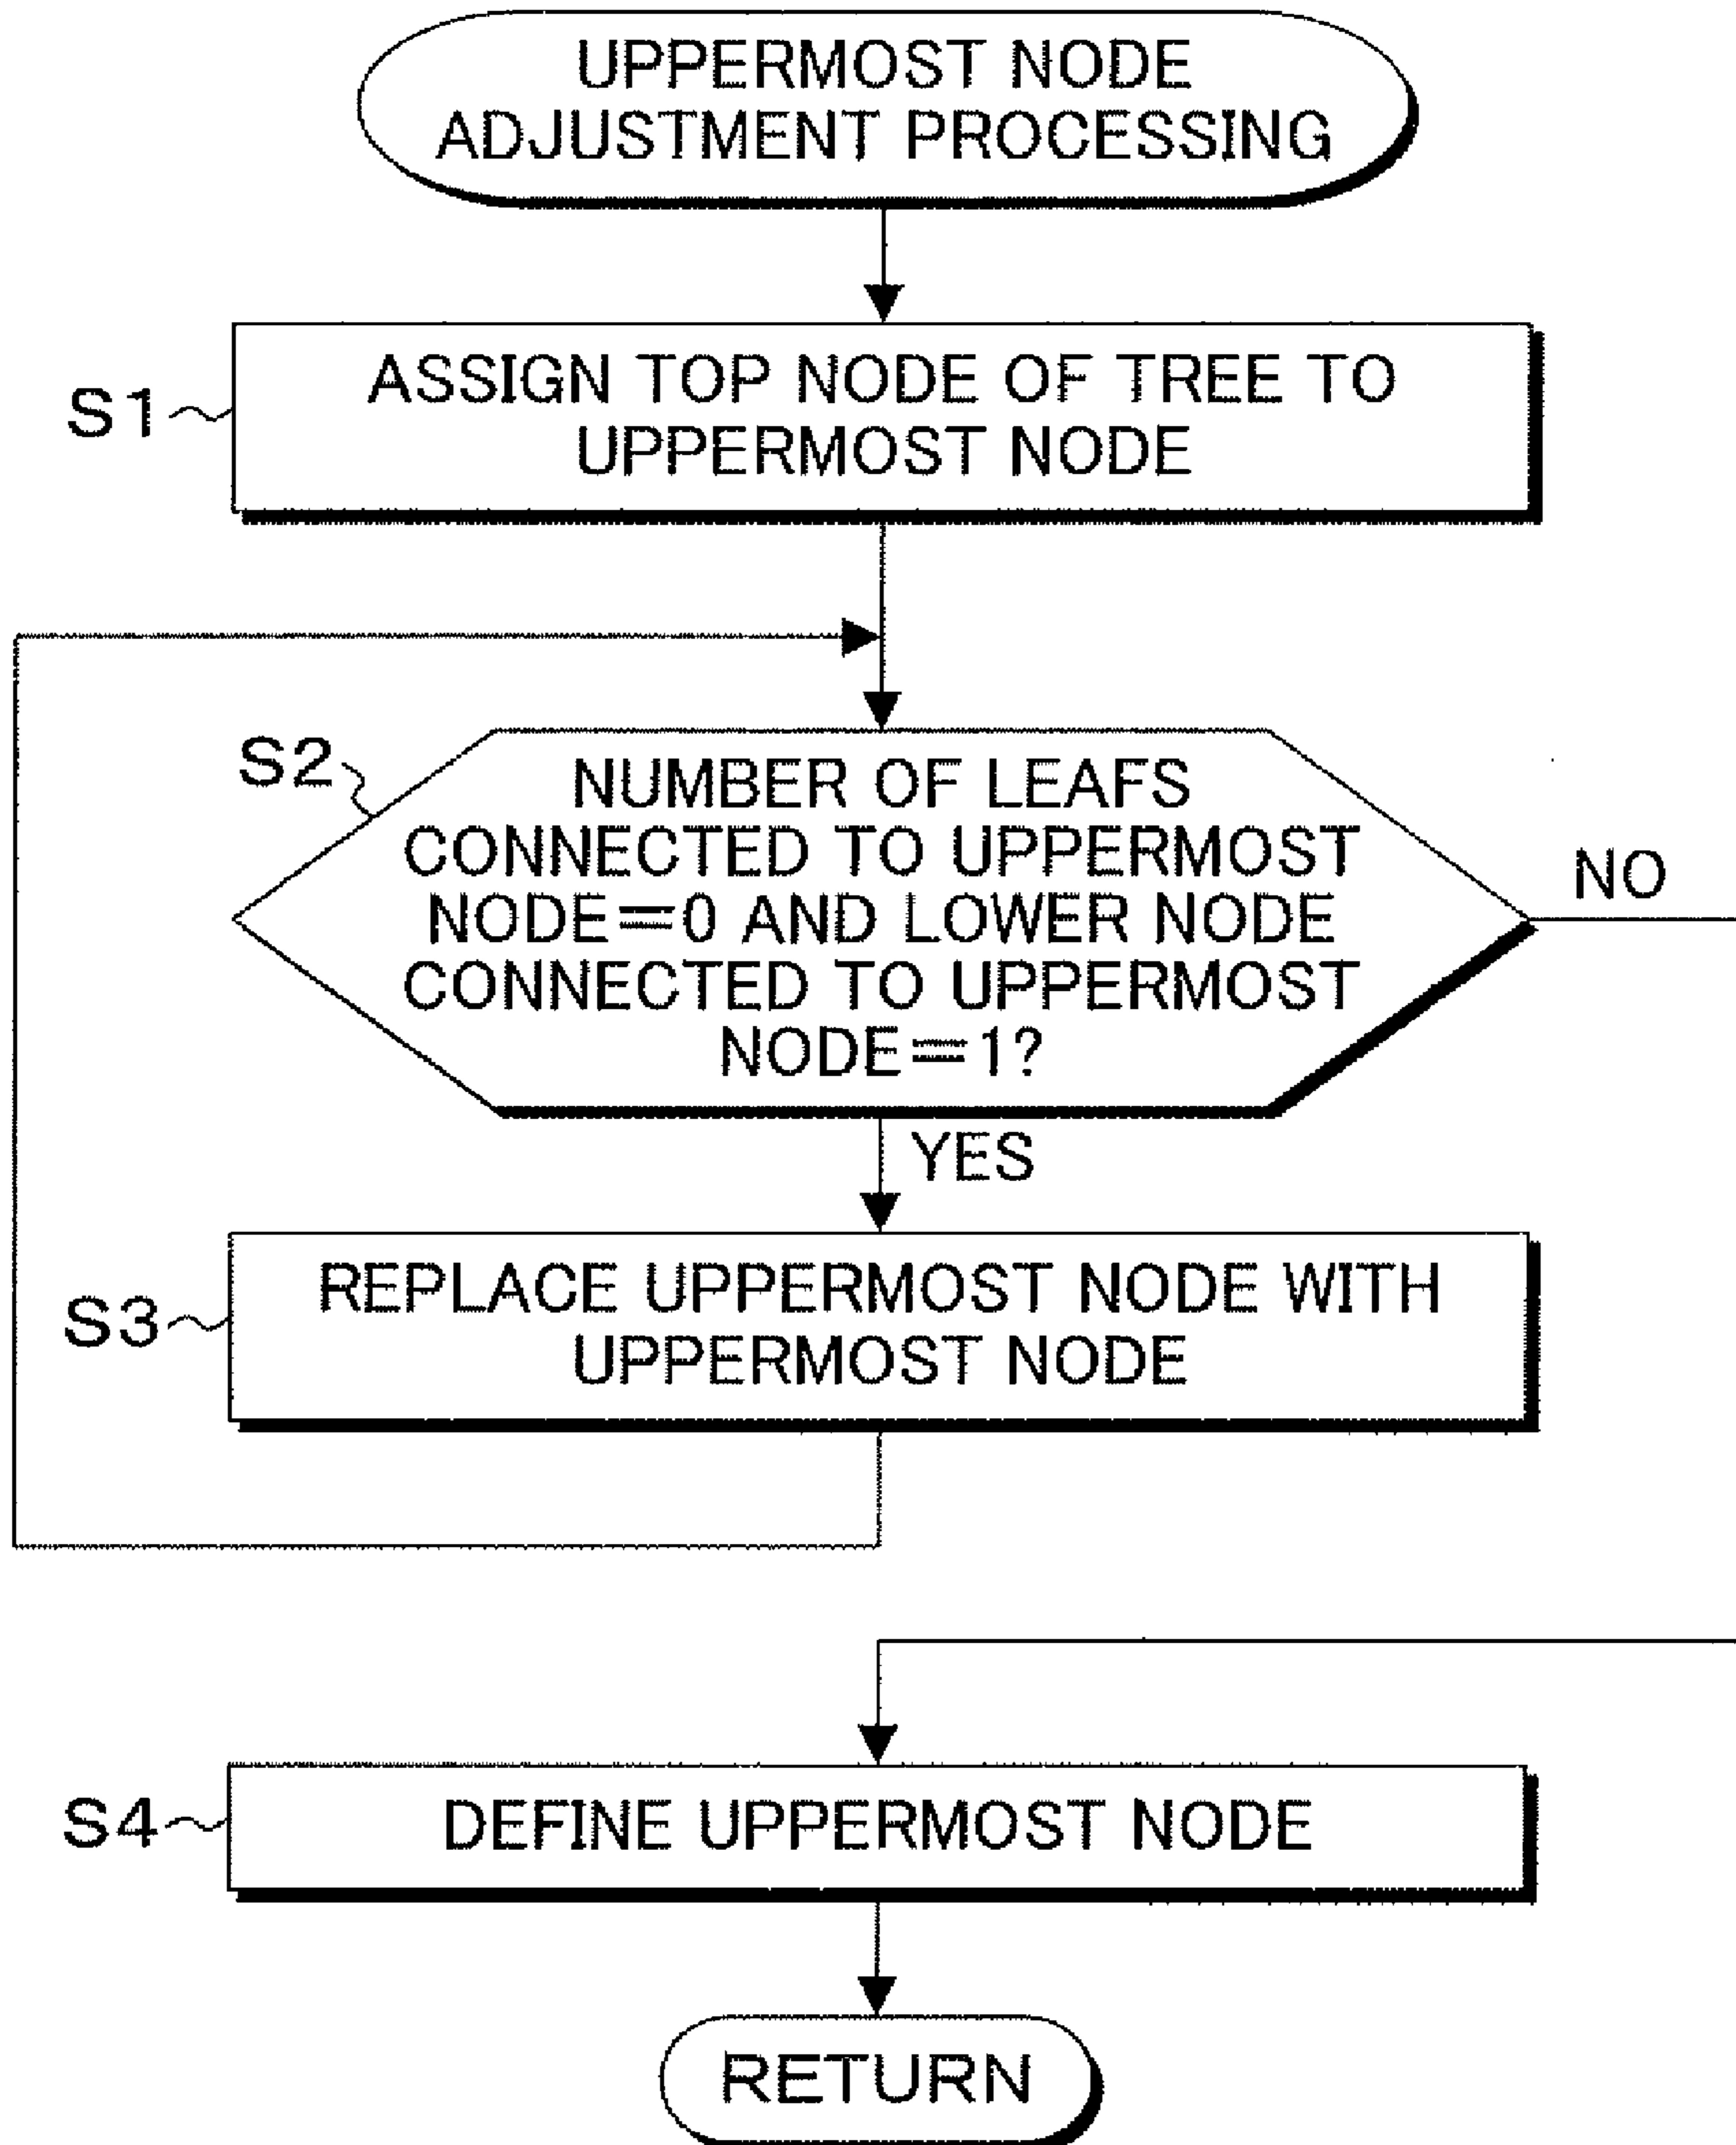 UPPERMOST NODE
ADJUSTMENT PROCESSING
S1
ASSIGN TOP NODE OF TREE TO
UPPERMOST NODE
S2
NUMBER OF LEAFS
CONNECTED TO UPPERMOST
NODE=0 AND LOWER NODE
CONNECTED TO UPPERMOST
NODE=1?
NO
YES
S3
REPLACE UPPERMOST NODE WITH
UPPERMOST NODE
S4
DEFINE UPPERMOST NODE
RETURN